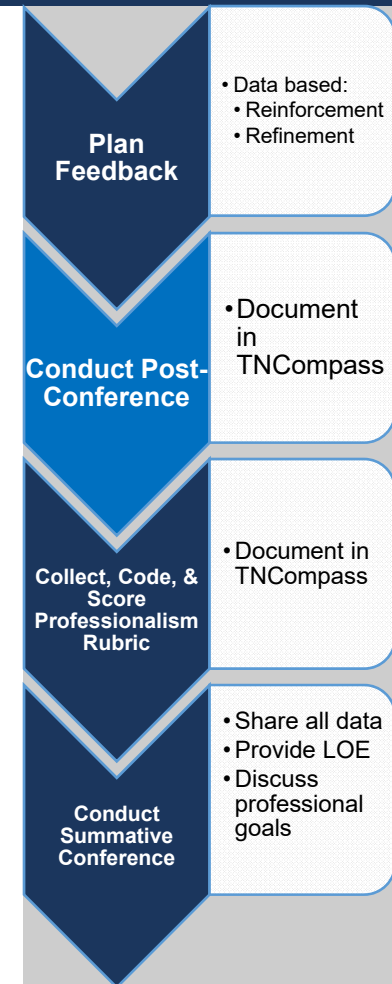 Plan
Feedback
• Data based:
• Reinforcement
• Refinement
Conduct Post-
Conference
• Document
in
TNCompass
Collect, Code, &
Score
Professionalism
Rubric
• Document in
TNCompass
Conduct
Summative
Conference
• Share all data
• Provide LOE
• Discuss
professional
goals